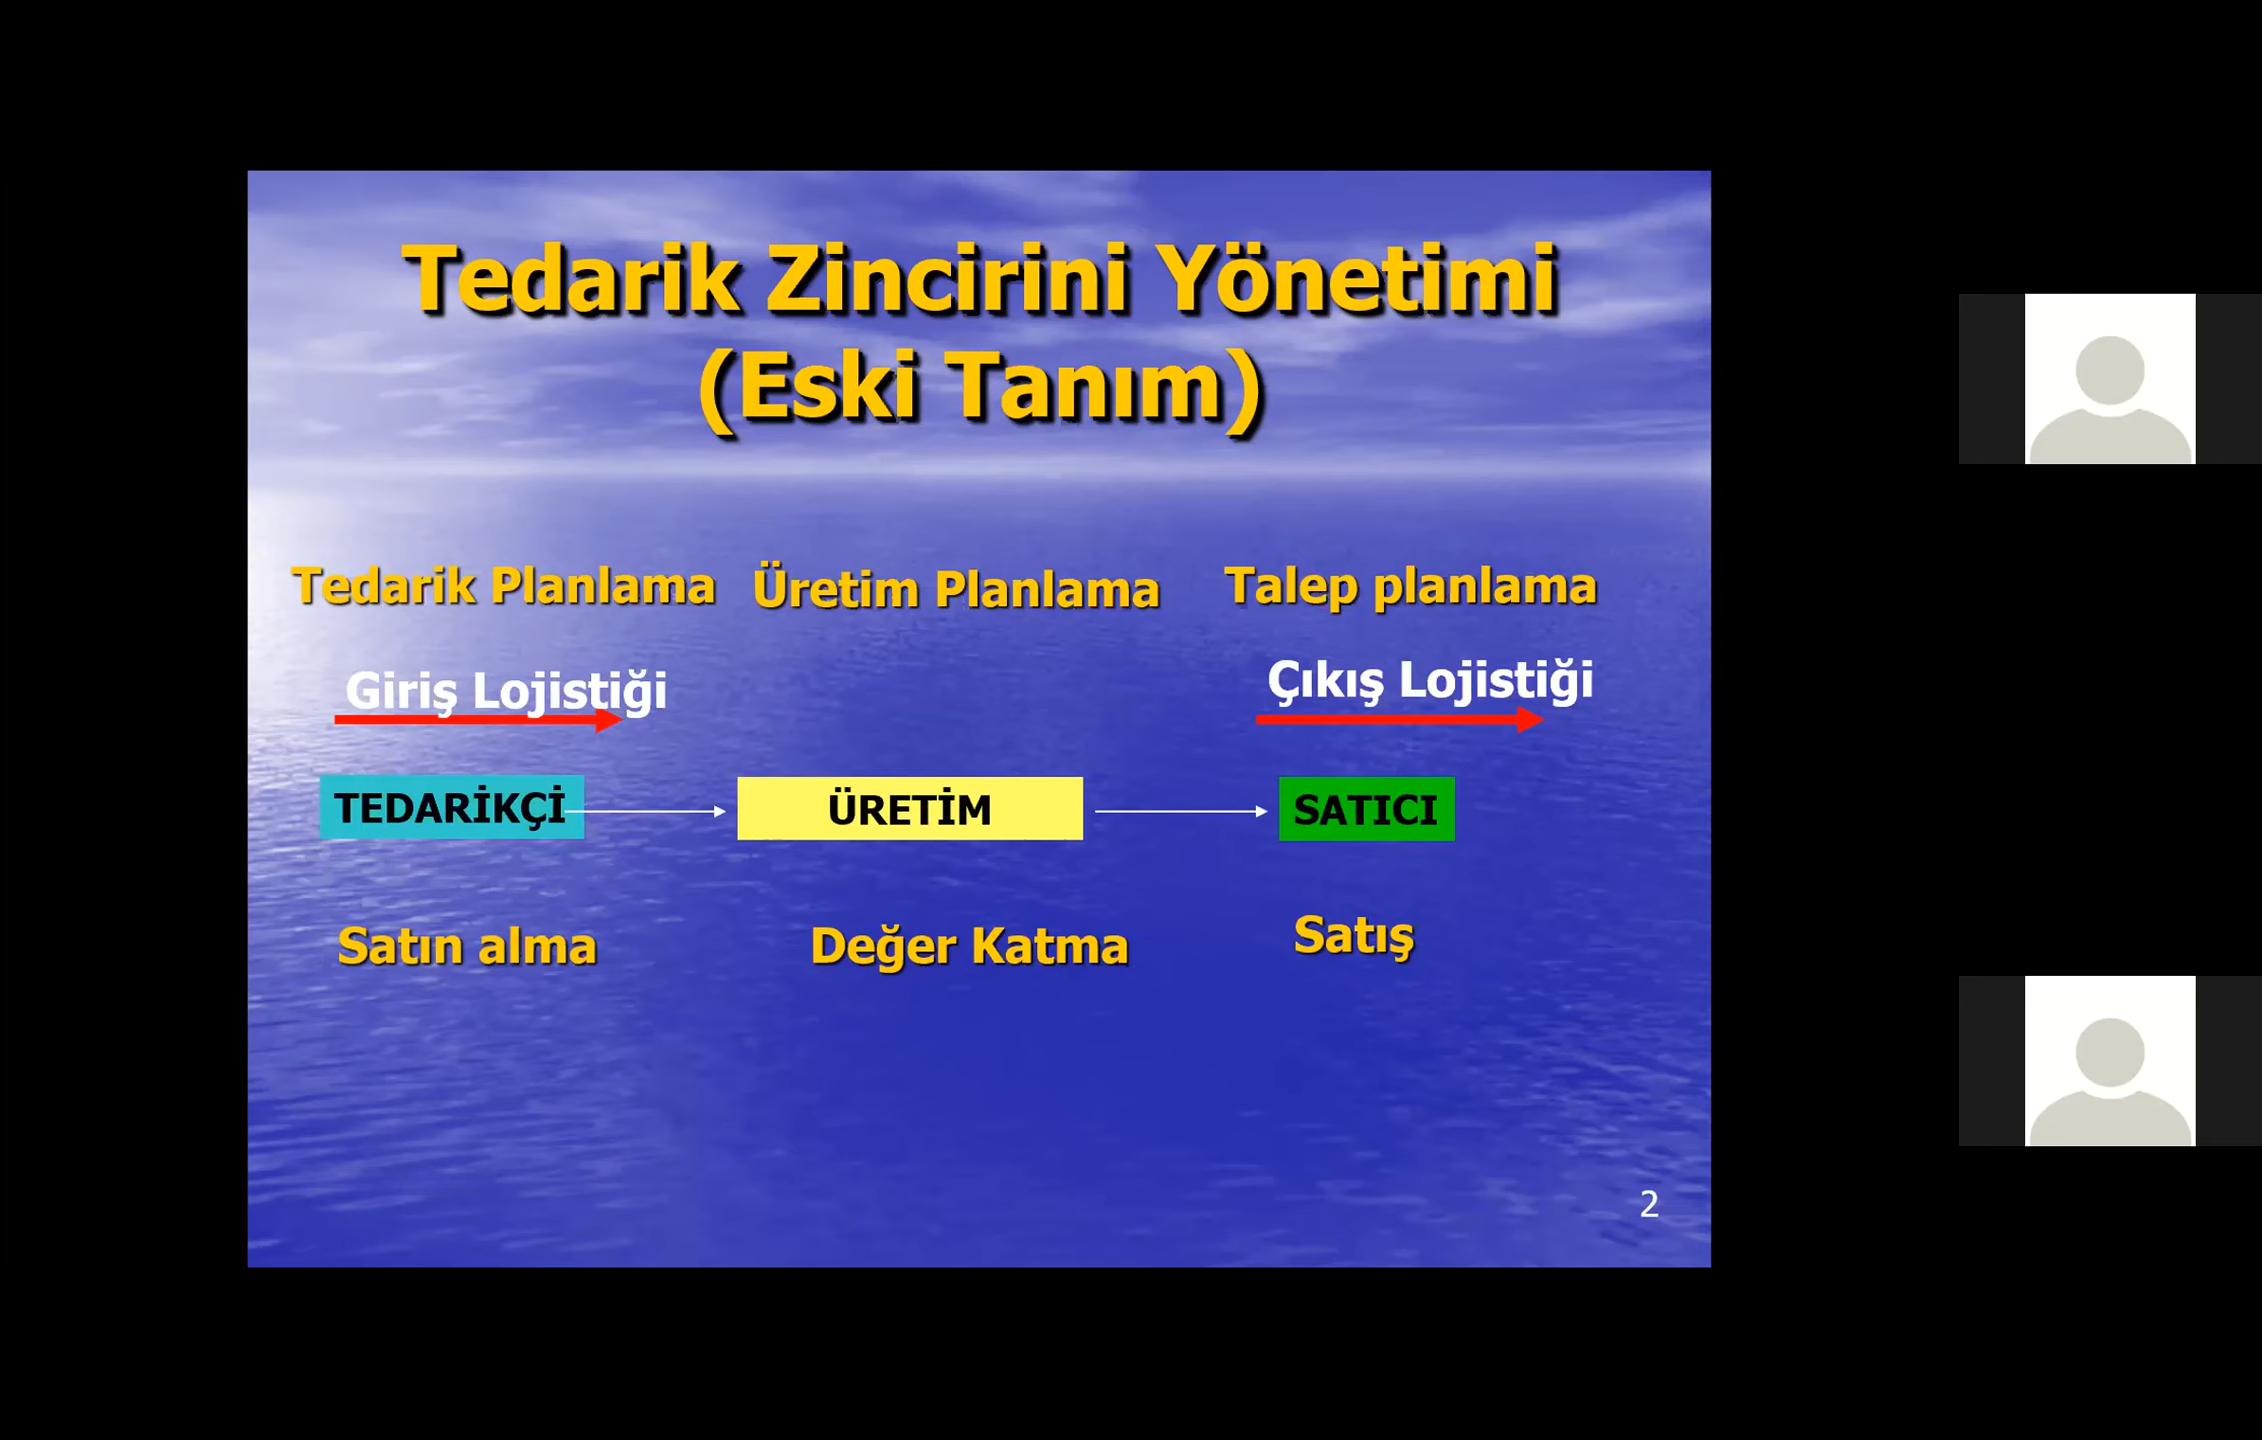 Tedarik Zincirini Yönetimi
(Eski Tanım)
Tedarik Planlama
Üretim Planlama
Talep planlama
Giriş Lojistiği
Çıkış Lojistiği
TEDARİKÇİ
ÜRETİM
SATICI
Satın alma
Değer Katma
Satış
2